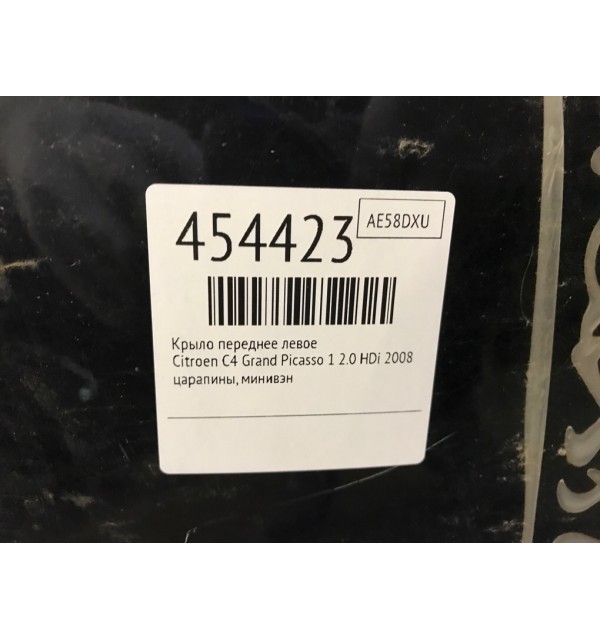 454423
AE58DXU
Крыло переднее левое
Citroen C4 Grand Picasso 1 2.0 HDi 2008
царапины, минивэн